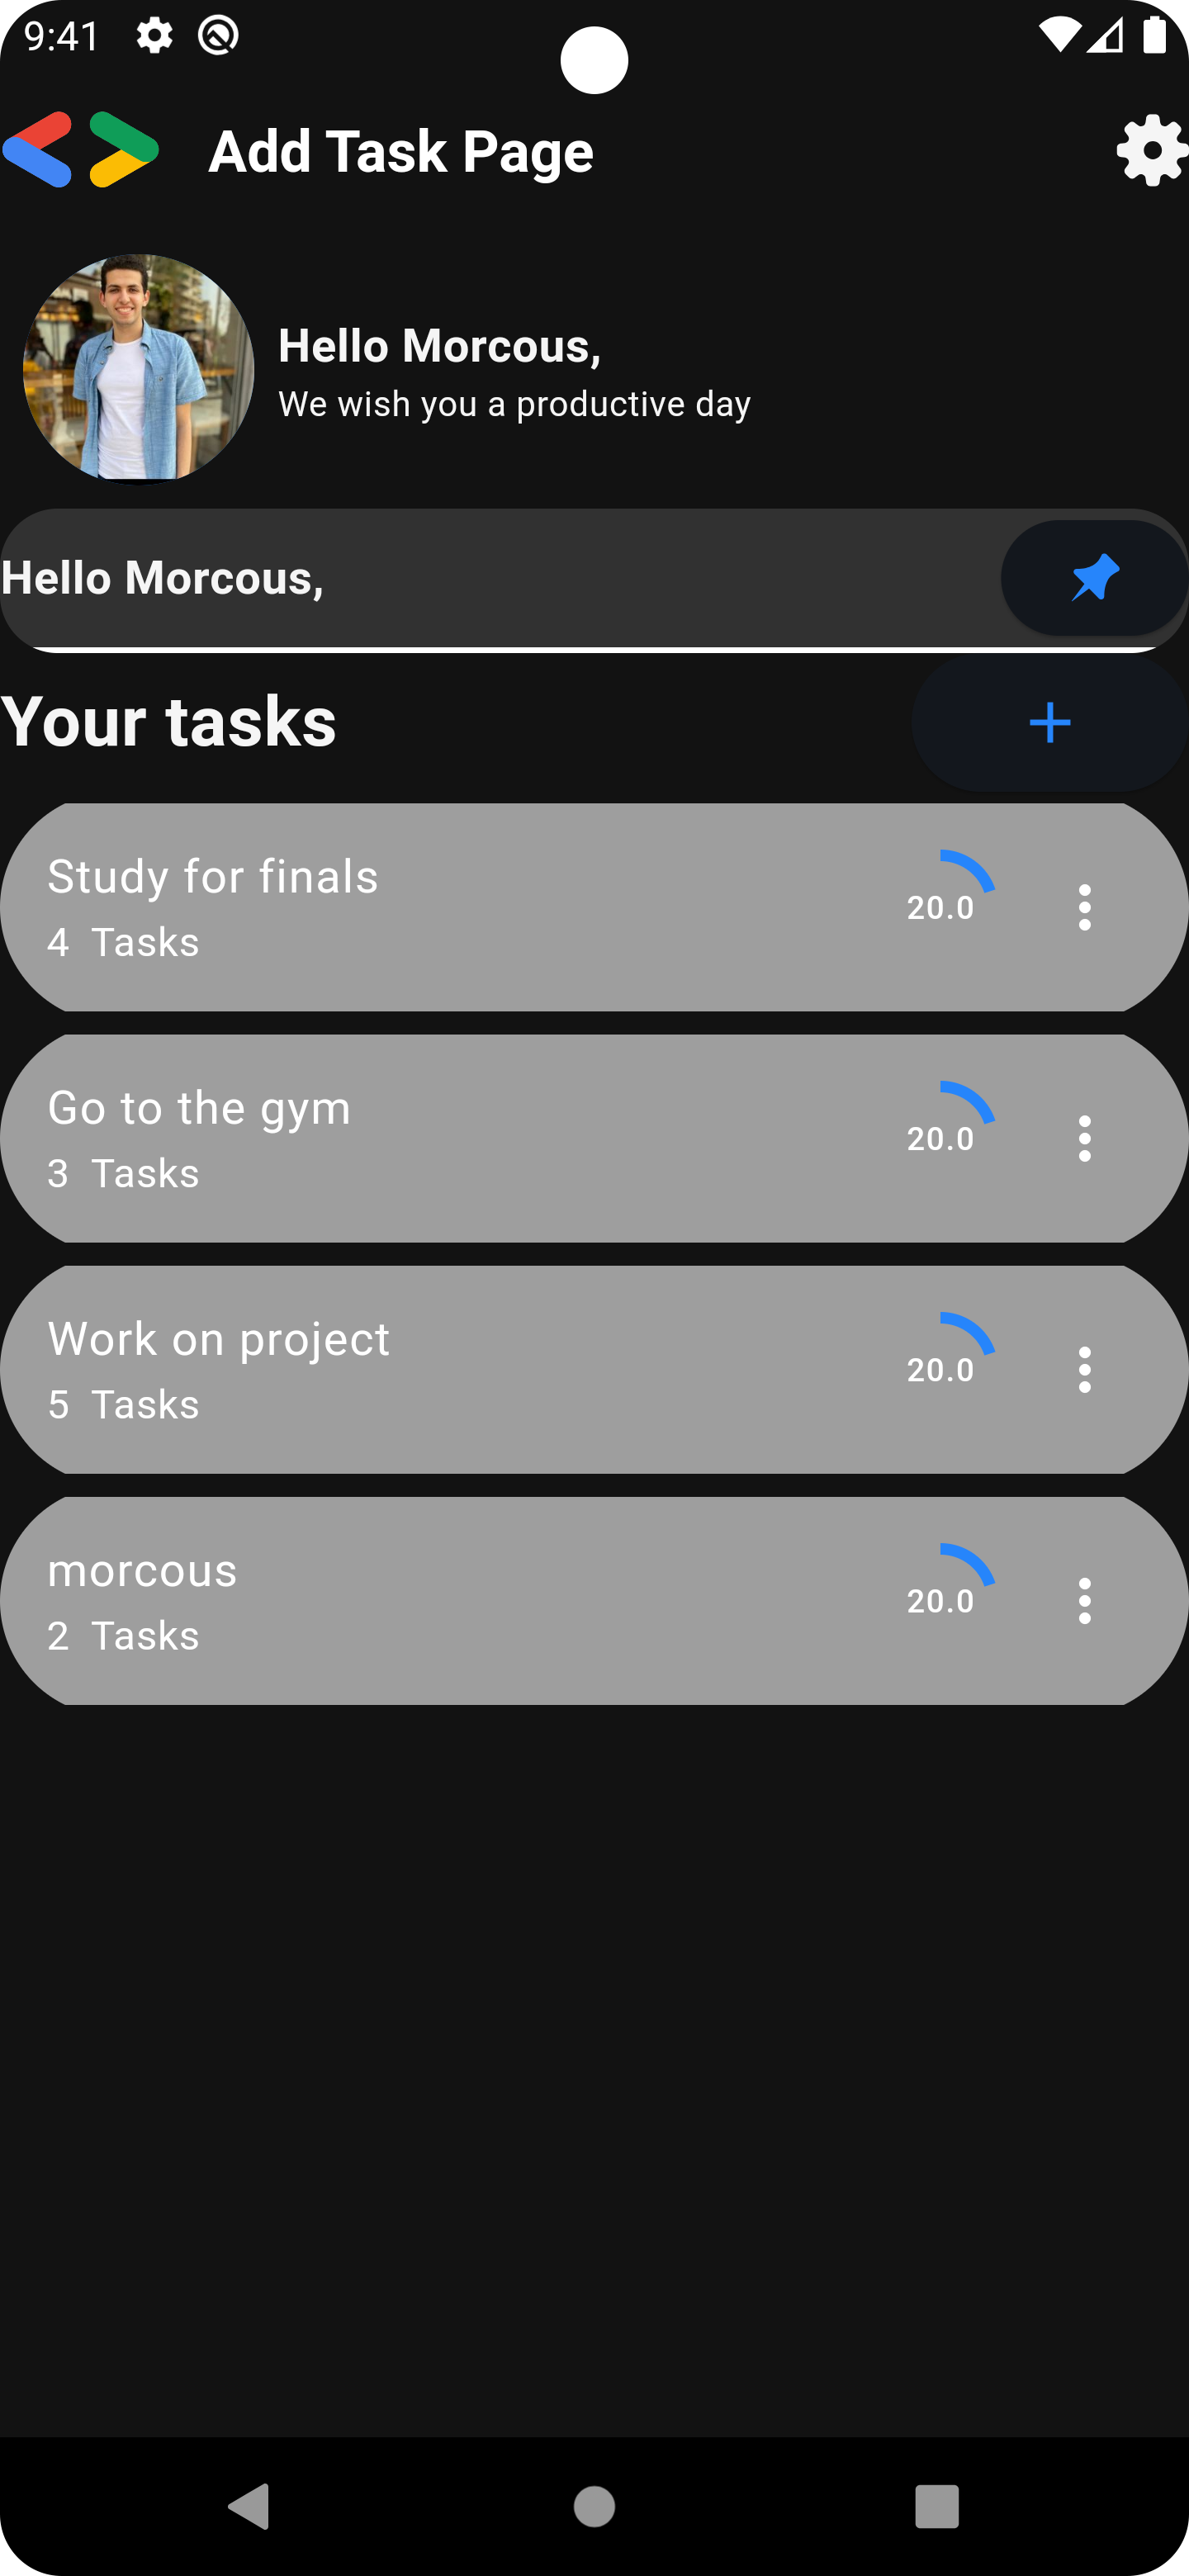 9:41
Add Task Page
Hello Morcous,
We wish you a productive day
Hello Morcous,
Your tasks
Study for finals
4 Tasks
20.0
Go to the gym
3 Tasks
20.0
Work on project
5 Tasks
20.0
morcous
2 Tasks
20.0